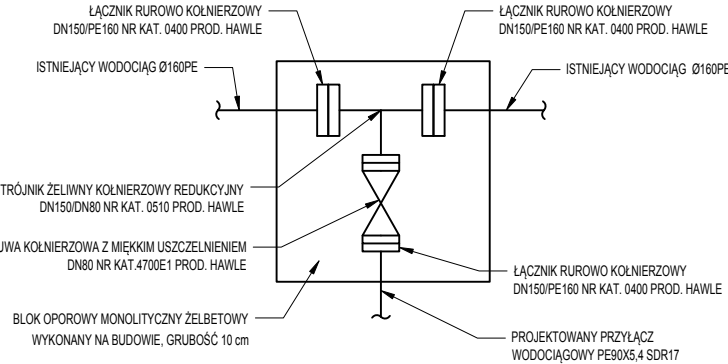 ŁĄCZNIK RUROWO KOŁNIERZOWY
DN150/PE160 NR KAT. 0400 PROD. HAWLE
ŁĄCZNIK RUROWO KOŁNIERZOWY
DN150/PE160 NR KAT. 0400 PROD. HAWLE
ISTNIEJĄCY WODOCIĄG Ø160PE
ISTNIEJĄCY WODOCIĄG Ø160PE
TRÓJNIK ŻELIWNY KOŁNIERZOWY REDUKCYJNY
DN150/DN80 NR KAT. 0510 PROD. HAWLE
UWA KOŁNIERZOWA Z MIĘKKIM USZCZELNIENIEM
DN80 NR KAT.4700E1 PROD. HAWLE
ŁĄCZNIK RUROWO KOŁNIERZOWY
DN150/PE160 NR KAT. 0400 PROD. HAWLE
BLOK OPOROWY MONOLITYCZNY ŻELBETOWY
WYKONANY NA BUDOWIE, GRUBOŚĆ 10 cm
PROJEKTOWANY PRZYŁĄCZ
WODOCIĄGOWY PE90X5,4 SDR17